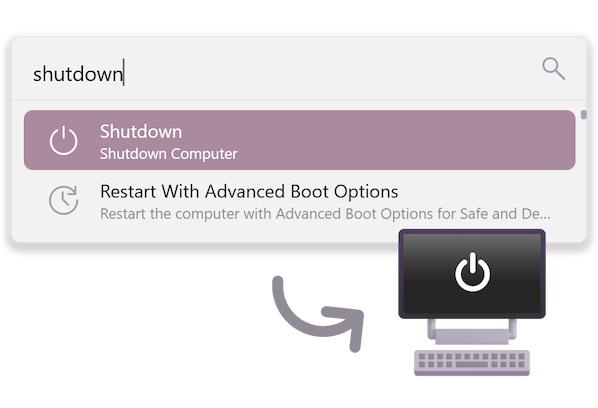 shutdown
Shutdown
Shutdown Computer
Restart With Advanced Boot Options
Restart the computer with Advanced Boot Options for Safe and De...